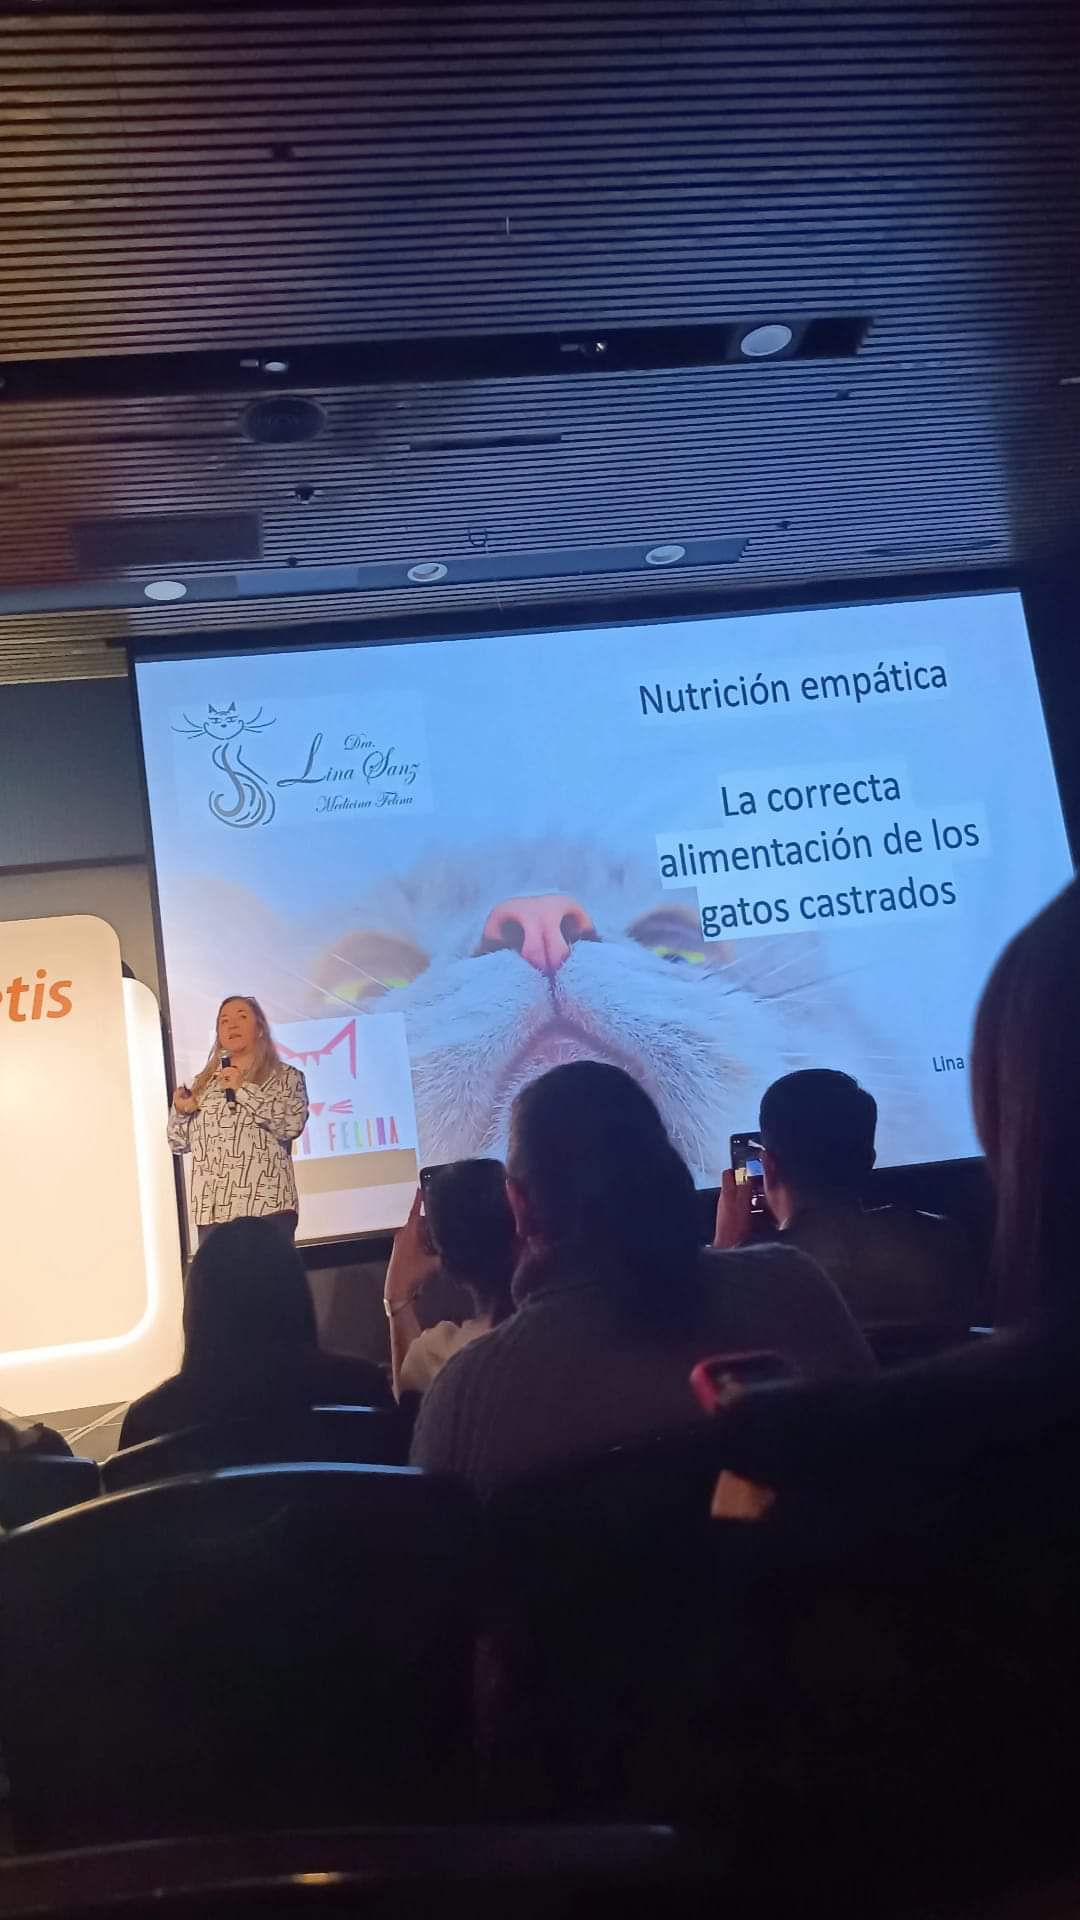 Nutrición empática
Dra.
Lina Sanz
Medicina Felina
La correcta
alimentación de los
gatos castrados
tis
Lina
FELINA